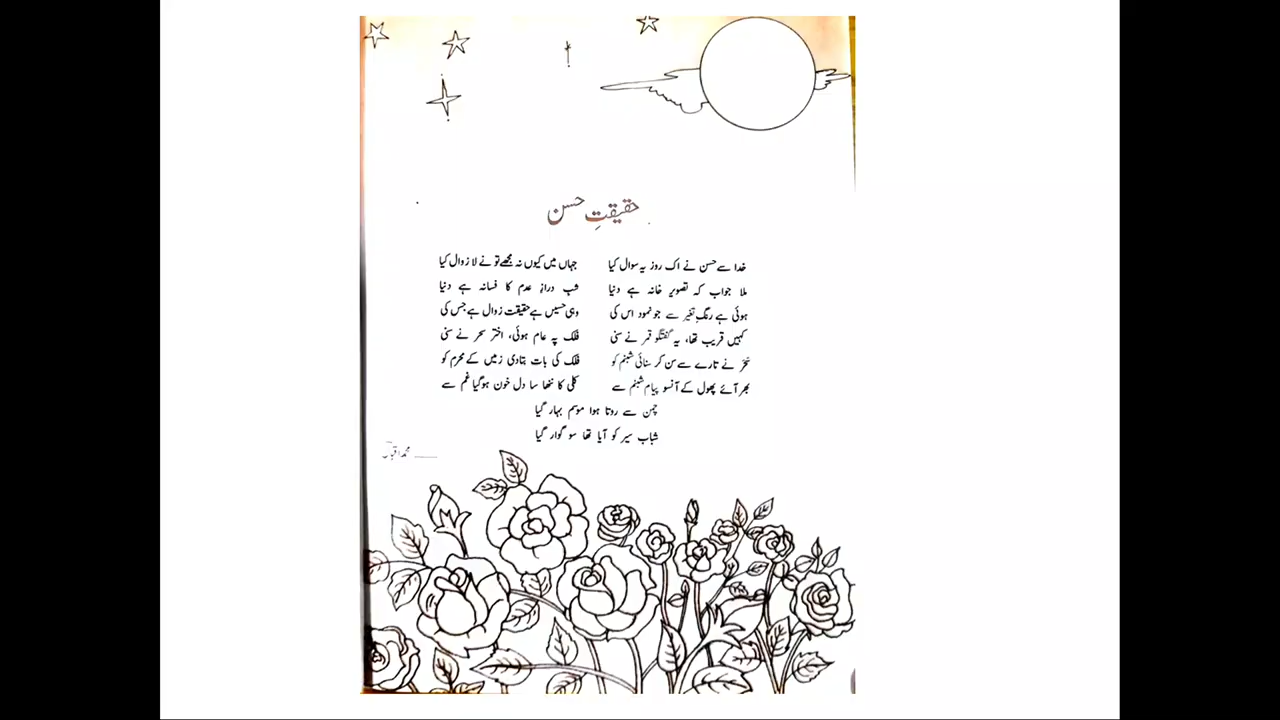 حقیقتِ حسن
خدا سے حسن نے اک روز یہ سوال کیا جہاں میں کیوں نہ مجھے تو نے لازوال کیا
ملا جواب کہ تصویر خانہ ہے دنیا شبِ درازِ عدم کا فسانہ ہے دنیا
ہوئی ہے رنگِ تغیّر سے جو نمود اس کی وہی حسیں ہے حقیقت زوال ہے جس کی
کہیں قریب تھا، یہ گفتگو قمر نے سنی فلک پہ عام ہوئی، اخترِ سحر نے سنی
سحر نے تارے سے سن کر سنائی شبنم کو فلک کی بات بتا دی زمیں کے محرم کو
بھر آئے پھول کے آنسو پیامِ شبنم سے کلی کا ننھا سا دل خون ہو گیا غم سے
چمن سے روتا ہوا موسم بہار گیا
شباب سیر کو آیا تھا سوگوار گیا
محمد اقبالؔ